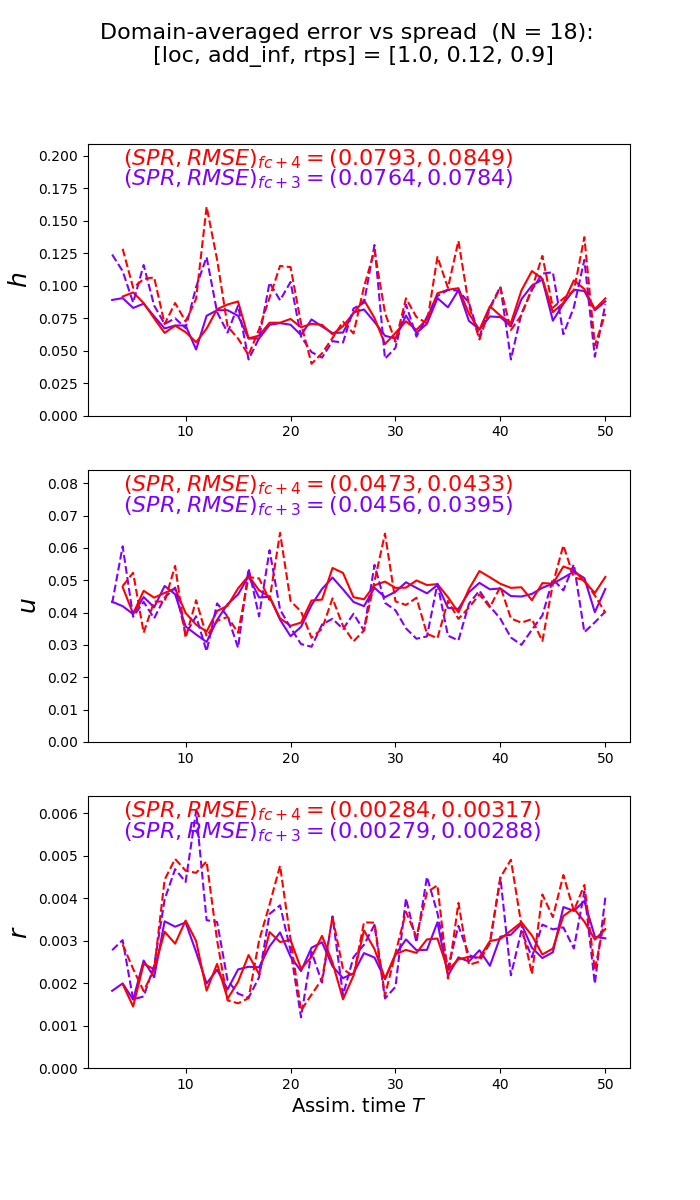 Domain-averaged error vs spread (N = 18):
[loc, add_inf, rtps] = [1.0, 0.12, 0.9]
(SPR, RMSE)fc+4 = (0.0793, 0.0849)
(SPR, RMSE)fc+3 = (0.0764, 0.0784)
0.200
0.175
0.150
0.125
0.100
0.075
0.050
0.025
0.000
h
10 20 30 40 50
(SPR, RMSE)fc+4 = (0.0473, 0.0433)
(SPR, RMSE)fc+3 = (0.0456, 0.0395)
0.08
0.07
0.06
0.05
0.04
0.03
0.02
0.01
0.00
u
10 20 30 40 50
(SPR, RMSE)fc+4 = (0.00284, 0.00317)
(SPR, RMSE)fc+3 = (0.00279, 0.00288)
0.006
0.005
0.004
0.003
0.002
0.001
0.000
r
10 20 30 40 50
Assim. time T